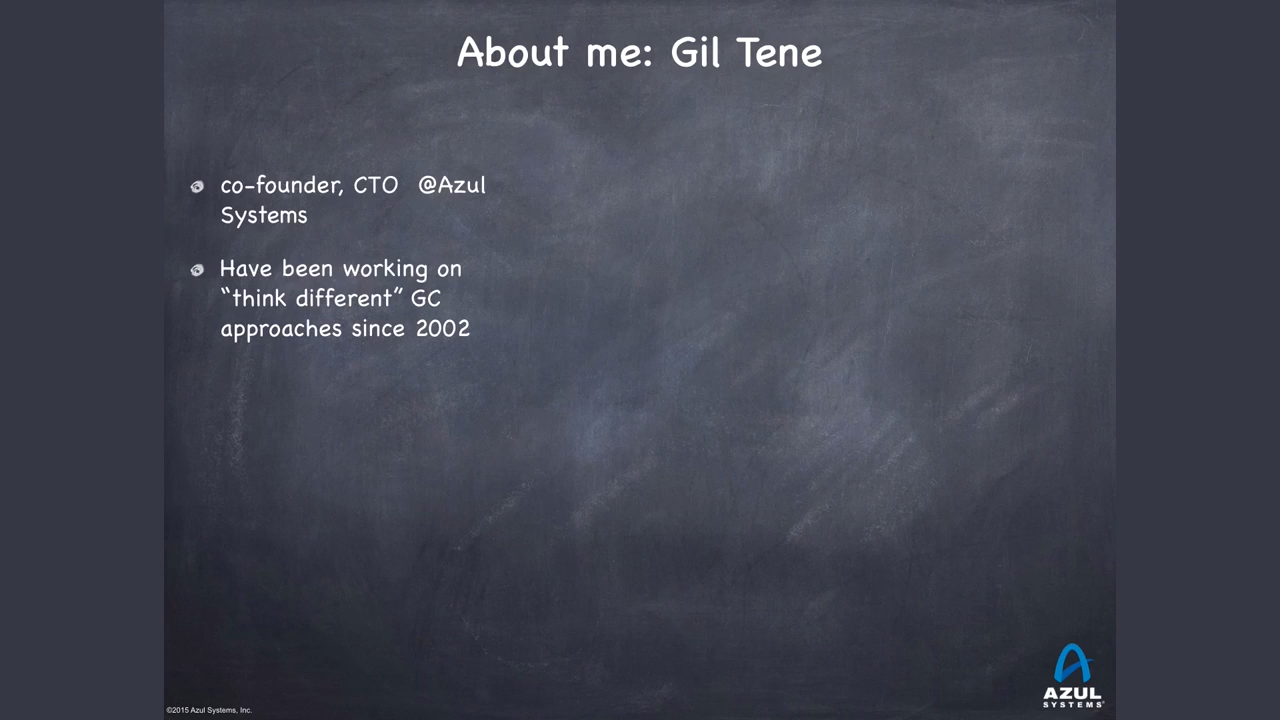 About me: Gil Tene
co-founder, CTO @Azul
Systems
Have been working on
“think different” GC
approaches since 2002
©2015 Azul Systems, Inc.
AZUL
SYSTEMS®